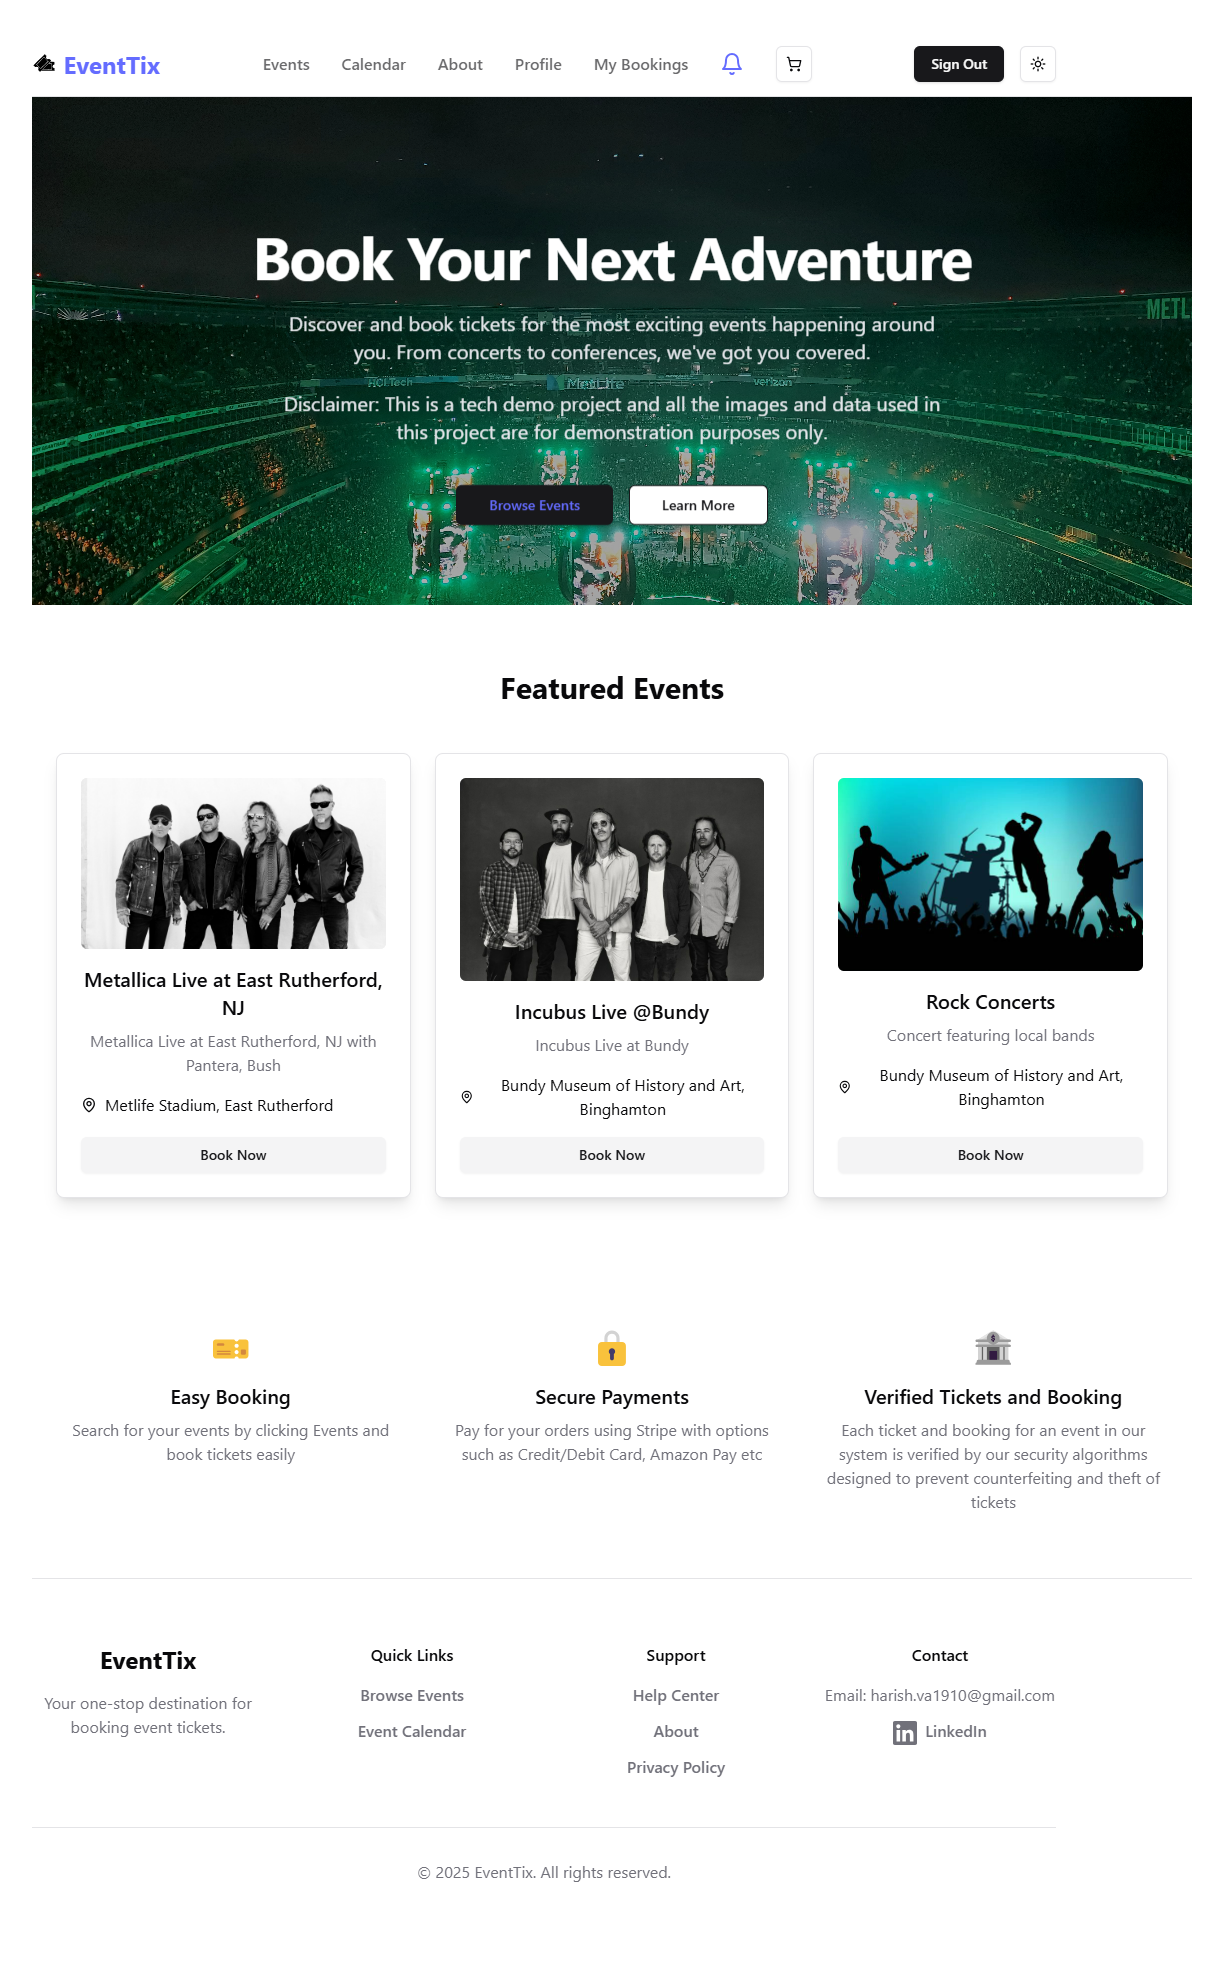 EventTix
Events
Calendar
About
Profile
My Bookings
Sign Out
METL
Book Your Next Adventure
Discover and book tickets for the most exciting events happening around
you. From concerts to conferences, we've got you covered.
HCLTech
MetLife
verizon
Disclaimer: This is a tech demo project and all the images and data used in
this project are for demonstration purposes only.
Browse Events
Learn More
Featured Events
Metallica Live at East Rutherford,
NJ
Metallica Live at East Rutherford, NJ with
Pantera, Bush
Metlife Stadium, East Rutherford
Book Now
Incubus Live @Bundy
Incubus Live at Bundy
Bundy Museum of History and Art,
Binghamton
Book Now
Rock Concerts
Concert featuring local bands
Bundy Museum of History and Art,
Binghamton
Book Now
Easy Booking
Search for your events by clicking Events and
book tickets easily
Secure Payments
Pay for your orders using Stripe with options
such as Credit/Debit Card, Amazon Pay etc
Verified Tickets and Booking
Each ticket and booking for an event in our
system is verified by our security algorithms
designed to prevent counterfeiting and theft of
tickets
EventTix
Your one-stop destination for
booking event tickets.
Quick Links
Browse Events
Event Calendar
Support
Help Center
About
Privacy Policy
Contact
Email: harish.va1910@gmail.com
LinkedIn
© 2025 EventTix. All rights reserved.